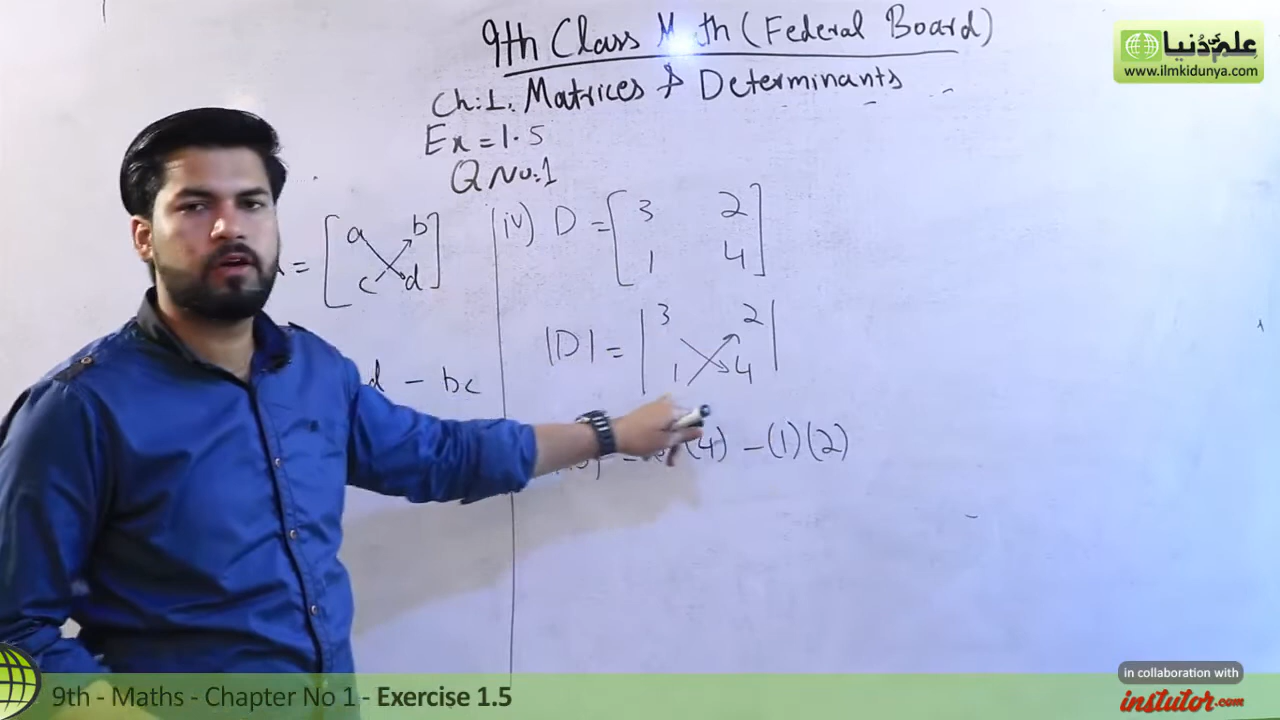 9th Class Math (Federal Board)
علم کی دنیا
www.ilmkidunya.com
Ch:1. Matrices & Determinants
Ex = 1.5
Q No:1
= [a b
c d]
d - bc
(iv) D = [3 2
1 4]
|D| = |3 2
1 4|
(4) - (1)(2)
9th - Maths - Chapter No 1 - Exercise 1.5
in collaboration with
instutor.com